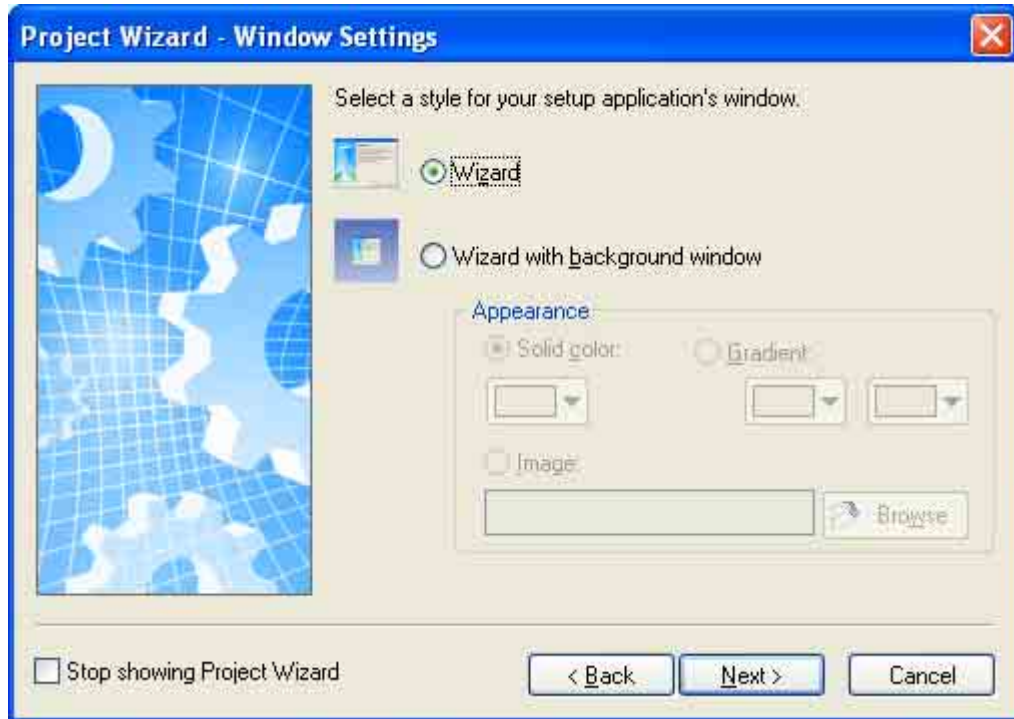 Project Wizard - Window Settings
Select a style for your setup application's window.
Wizard
Wizard with background window
Appearance
Solid color:
Gradient:
Image:
Browse
Stop showing Project Wizard
< Back
Next >
Cancel